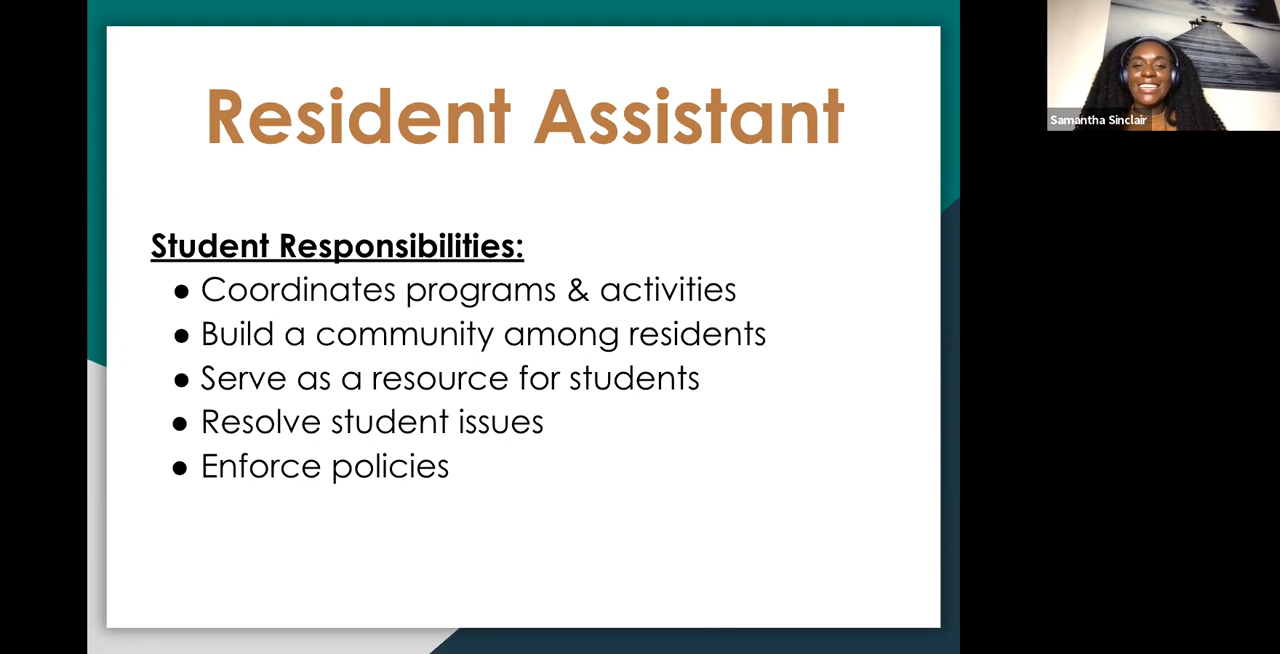 Resident Assistant
Student Responsibilities:
● Coordinates programs & activities
● Build a community among residents
● Serve as a resource for students
● Resolve student issues
● Enforce policies
Samantha Sinclair